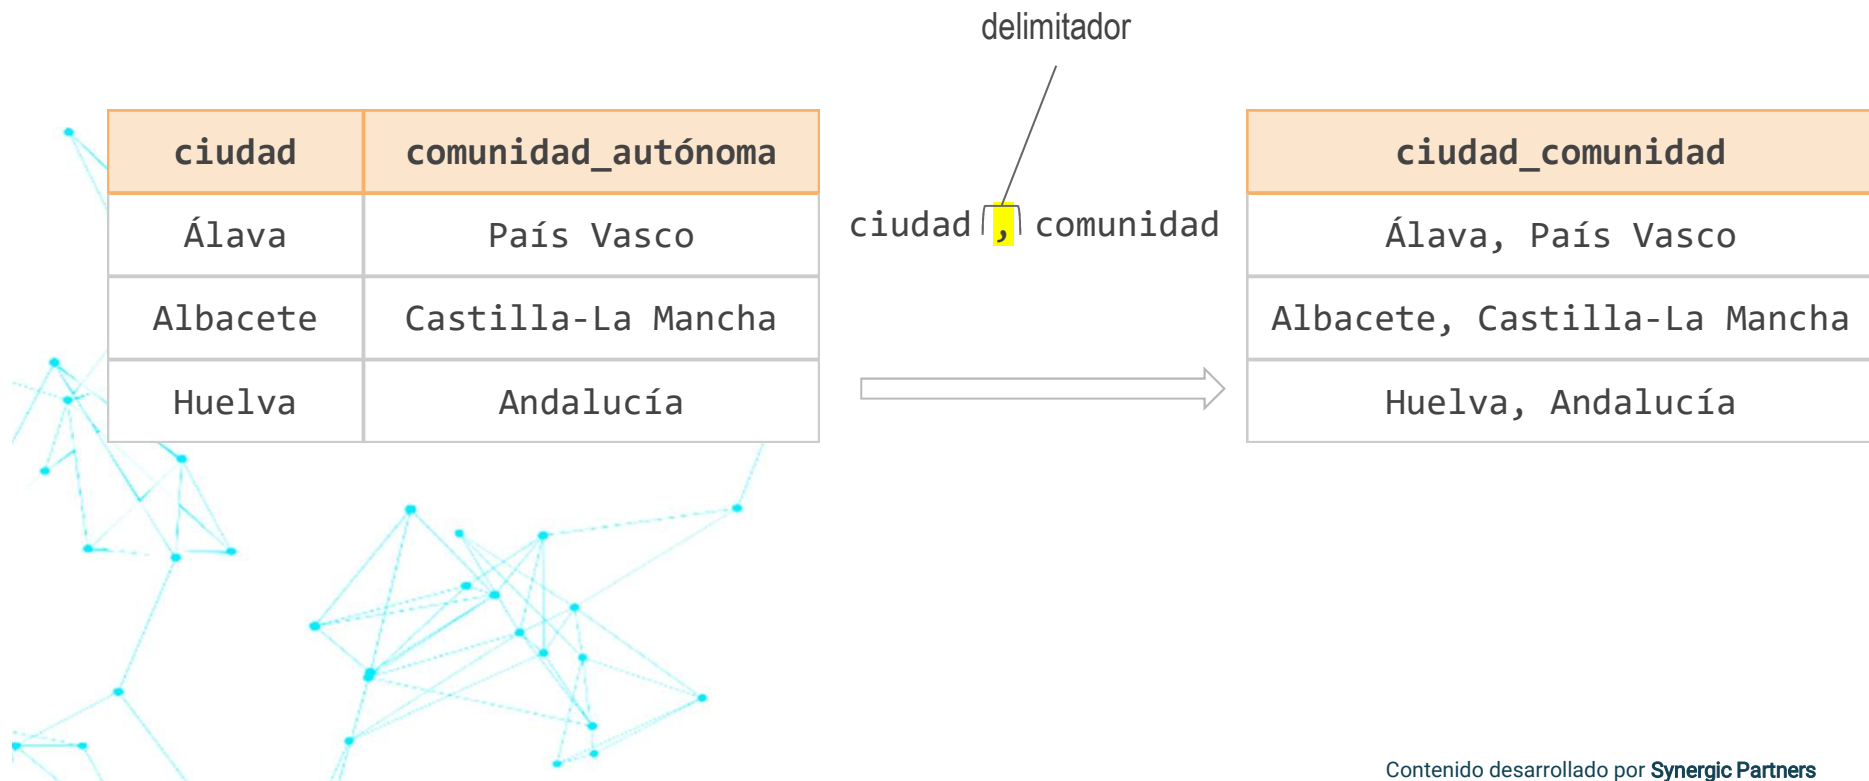 delimitador
ciudad comunidad_autónoma
Álava País Vasco
Albacete Castilla-La Mancha
Huelva Andalucía
ciudad , comunidad
ciudad_comunidad
Álava, País Vasco
Albacete, Castilla-La Mancha
Huelva, Andalucía
Contenido desarrollado por Synergic Partners